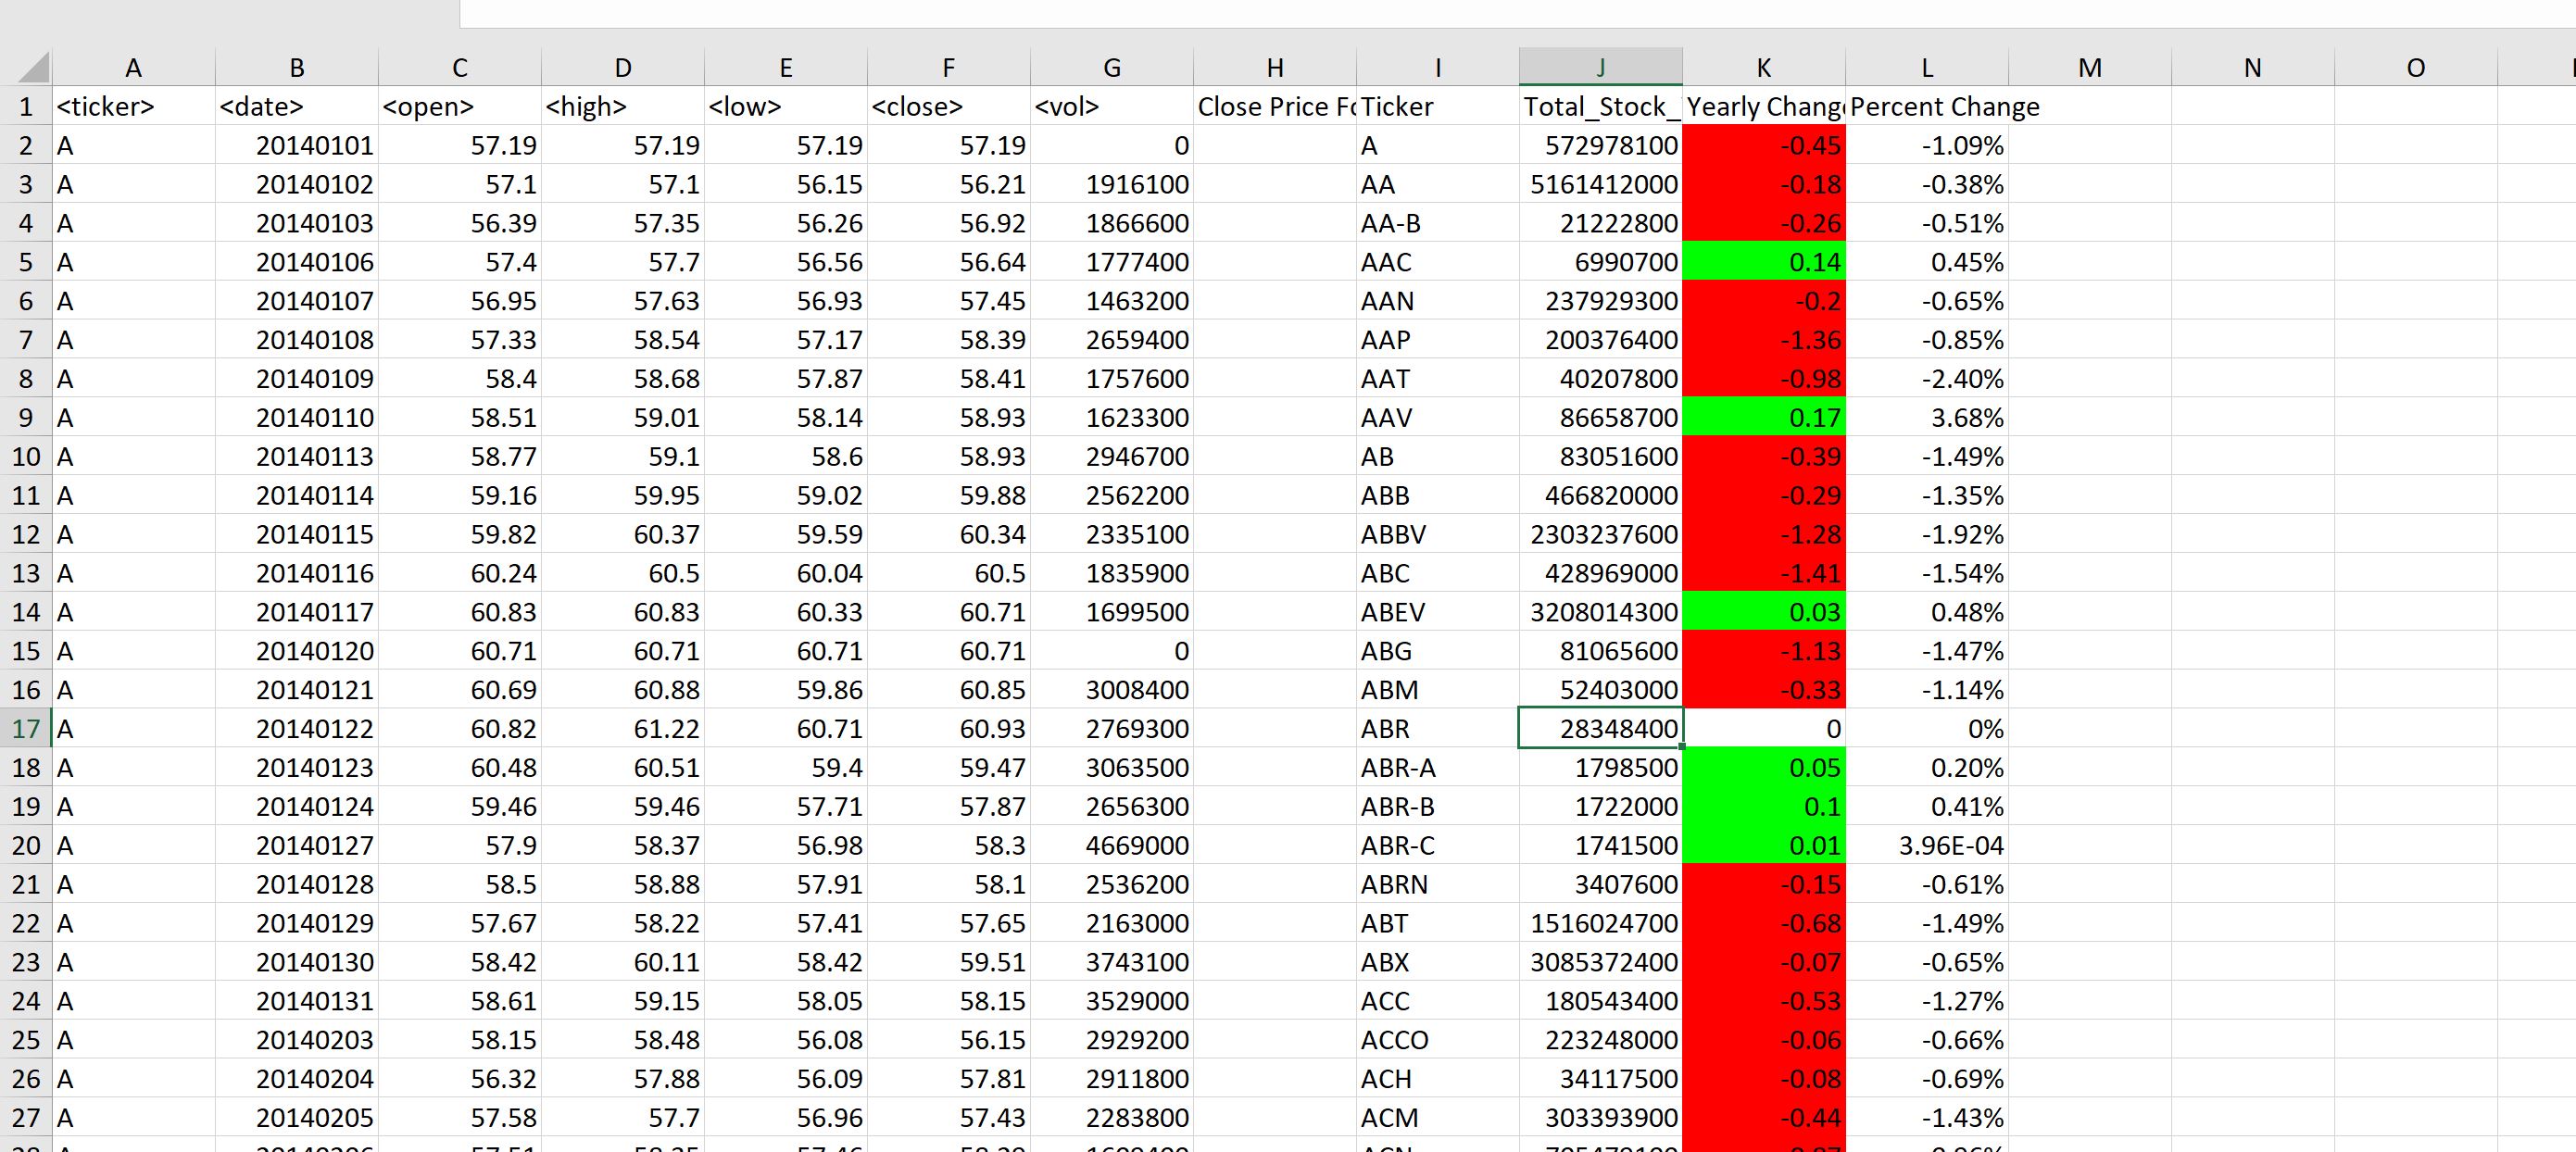 A B C D E F G H I J K L M N O
1 <ticker> <date> <open> <high> <low> <close> <vol> Close Price Fo Ticker Total_Stock_ Yearly Change Percent Change
2 A 20140101 57.19 57.19 57.19 57.19 0 A 572978100 -0.45 -1.09%
3 A 20140102 57.1 57.1 56.15 56.21 1916100 AA 5161412000 -0.18 -0.38%
4 A 20140103 56.39 57.35 56.26 56.92 1866600 AA-B 21222800 -0.26 -0.51%
5 A 20140106 57.4 57.7 56.56 56.64 1777400 AAC 6990700 0.14 0.45%
6 A 20140107 56.95 57.63 56.93 57.45 1463200 AAN 237929300 -0.2 -0.65%
7 A 20140108 57.33 58.54 57.17 58.39 2659400 AAP 200376400 -1.36 -0.85%
8 A 20140109 58.4 58.68 57.87 58.41 1757600 AAT 40207800 -0.98 -2.40%
9 A 20140110 58.51 59.01 58.14 58.93 1623300 AAV 86658700 0.17 3.68%
10 A 20140113 58.77 59.1 58.6 58.93 2946700 AB 83051600 -0.39 -1.49%
11 A 20140114 59.16 59.95 59.02 59.88 2562200 ABB 466820000 -0.29 -1.35%
12 A 20140115 59.82 60.37 59.59 60.34 2335100 ABBV 2303237600 -1.28 -1.92%
13 A 20140116 60.24 60.5 60.04 60.5 1835900 ABC 428969000 -1.41 -1.54%
14 A 20140117 60.83 60.83 60.33 60.71 1699500 ABEV 3208014300 0.03 0.48%
15 A 20140120 60.71 60.71 60.71 60.71 0 ABG 81065600 -1.13 -1.47%
16 A 20140121 60.69 60.88 59.86 60.85 3008400 ABM 52403000 -0.33 -1.14%
17 A 20140122 60.82 61.22 60.71 60.93 2769300 ABR 28348400 0 0%
18 A 20140123 60.48 60.51 59.4 59.47 3063500 ABR-A 1798500 0.05 0.20%
19 A 20140124 59.46 59.46 57.71 57.87 2656300 ABR-B 1722000 0.1 0.41%
20 A 20140127 57.9 58.37 56.98 58.3 4669000 ABR-C 1741500 0.01 3.96E-04
21 A 20140128 58.5 58.88 57.91 58.1 2536200 ABRN 3407600 -0.15 -0.61%
22 A 20140129 57.67 58.22 57.41 57.65 2163000 ABT 1516024700 -0.68 -1.49%
23 A 20140130 58.42 60.11 58.42 59.51 3743100 ABX 3085372400 -0.07 -0.65%
24 A 20140131 58.61 59.15 58.05 58.15 3529000 ACC 180543400 -0.53 -1.27%
25 A 20140203 58.15 58.48 56.08 56.15 2929200 ACCO 223248000 -0.06 -0.66%
26 A 20140204 56.32 57.88 56.09 57.81 2911800 ACH 34117500 -0.08 -0.69%
27 A 20140205 57.58 57.7 56.96 57.43 2283800 ACM 303393900 -0.44 -1.43%